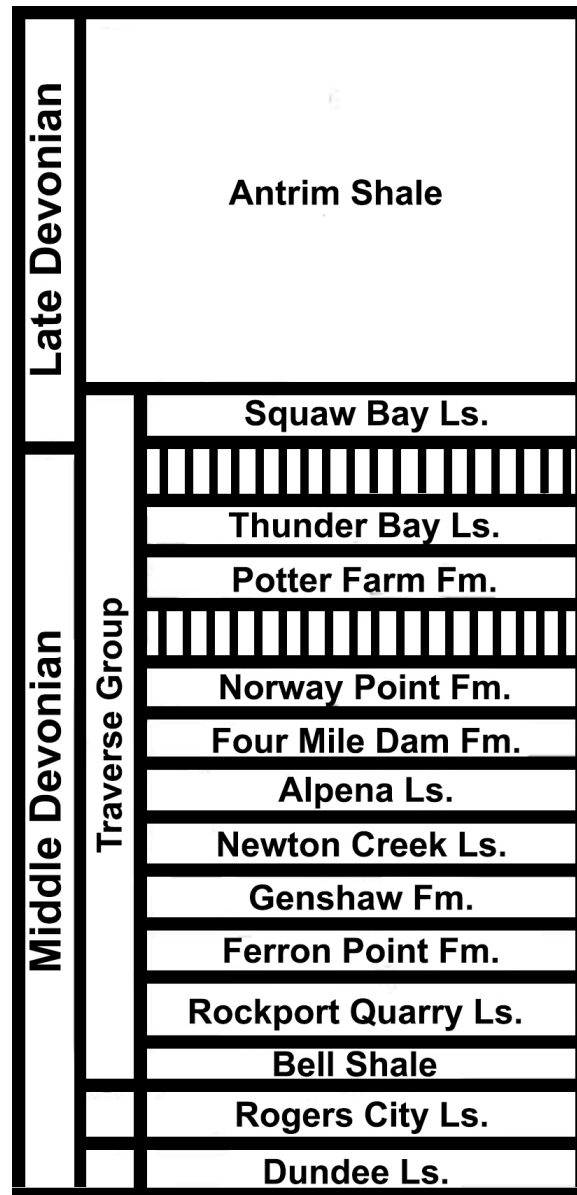 Late Devonian
Antrim Shale
Squaw Bay Ls.
Thunder Bay Ls.
Potter Farm Fm.
Middle Devonian
Traverse Group
Norway Point Fm.
Four Mile Dam Fm.
Alpena Ls.
Newton Creek Ls.
Genshaw Fm.
Ferron Point Fm.
Rockport Quarry Ls.
Bell Shale
Rogers City Ls.
Dundee Ls.